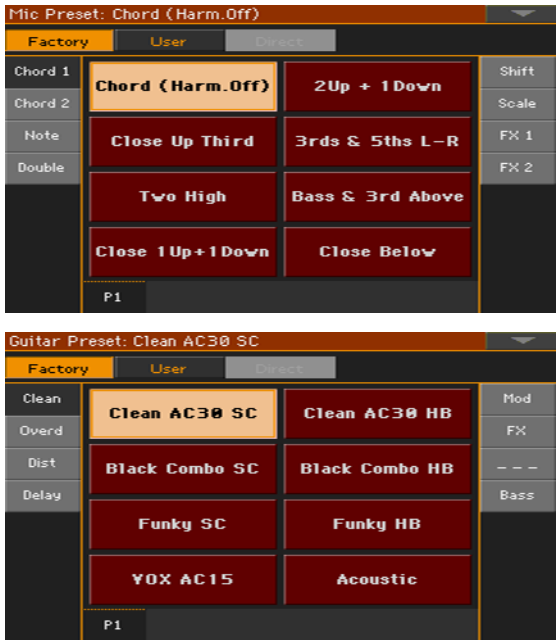 Mic Preset: Chord (Harm.Off)
Factory User Direct
Chord 1 Chord (Harm.Off) 2Up + 1Down Shift
Chord 2 Scale
Note Close Up Third 3rds & 5ths L-R FX 1
Double FX 2
Two High Bass & 3rd Above
Close 1Up+1Down Close Below
P1
Guitar Preset: Clean AC30 SC
Factory User Direct
Clean Clean AC30 SC Clean AC30 HB Mod
Overd FX
Dist Black Combo SC Black Combo HB ---
Delay Bass
Funky SC Funky HB
VOX AC15 Acoustic
P1